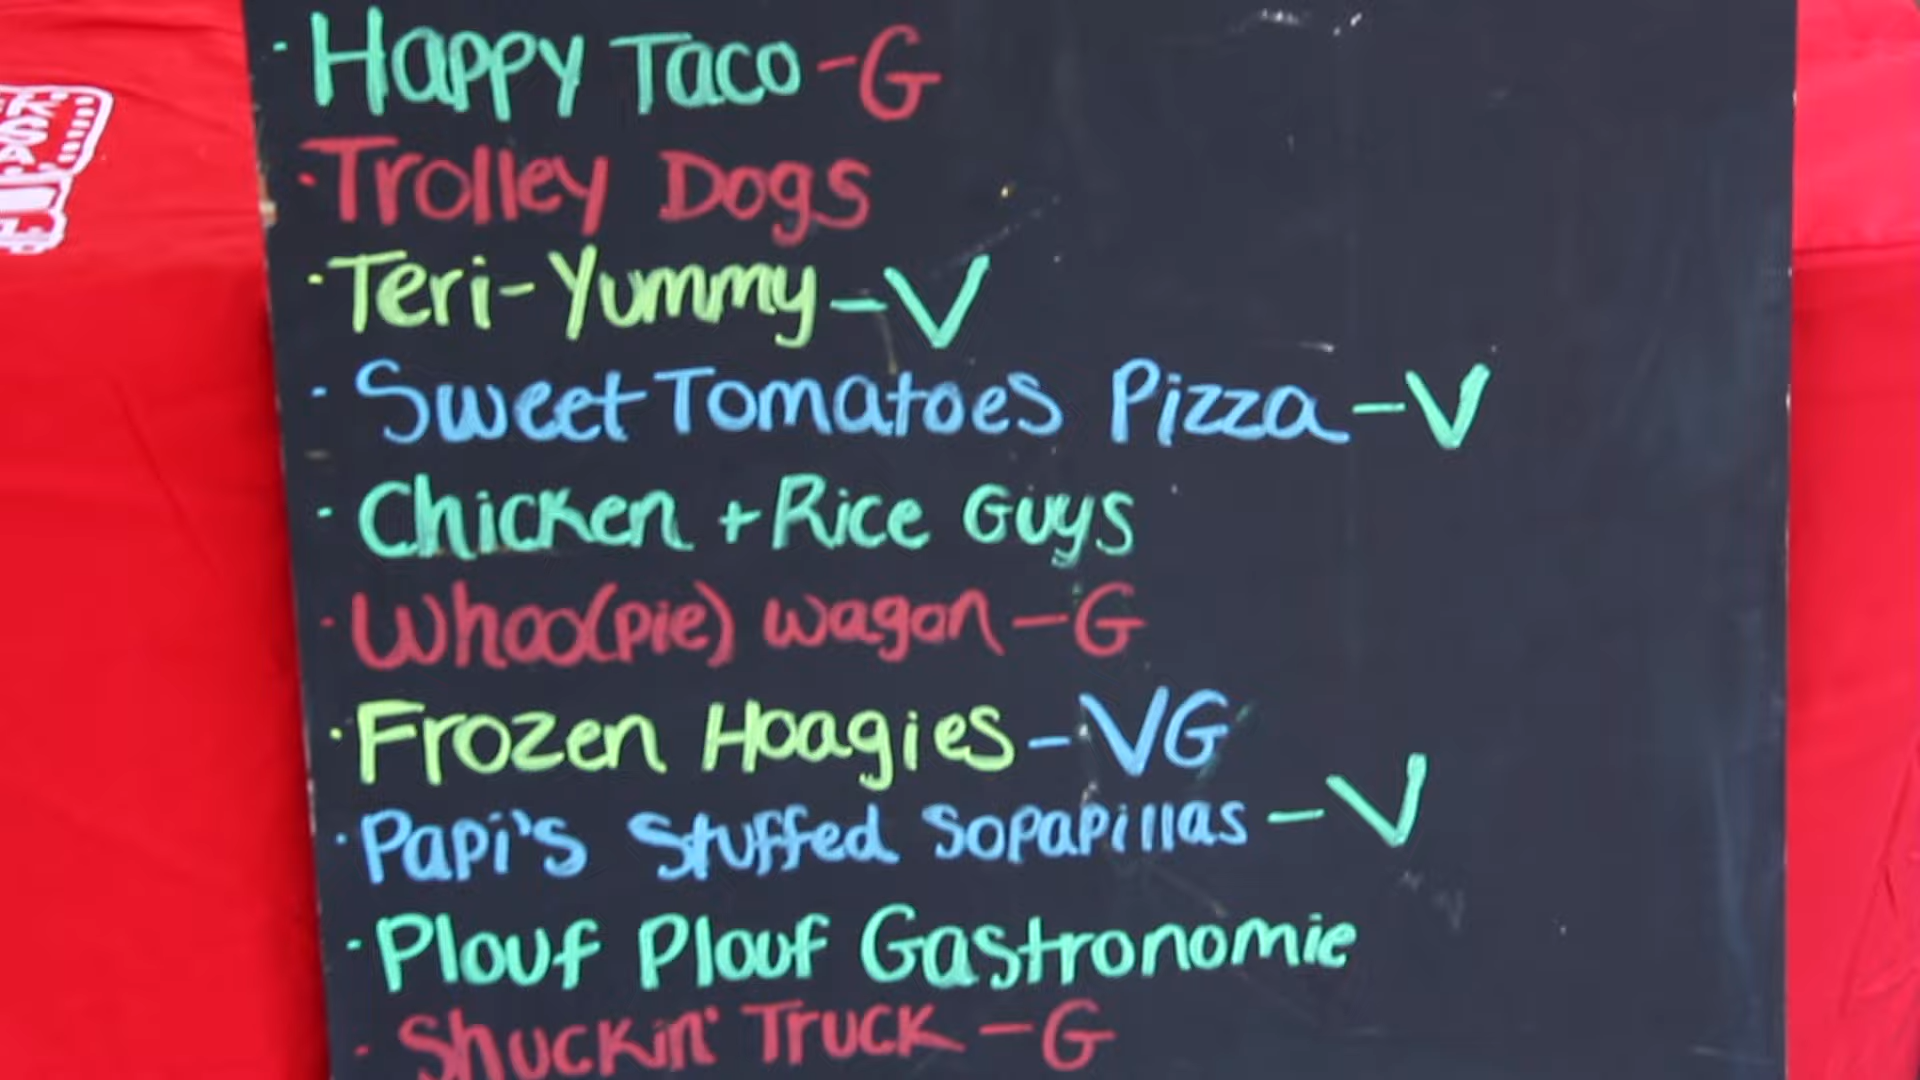 · Happy Taco - G
· Trolley Dogs
· Teri-Yummy - V
· Sweet Tomatoes Pizza - V
· Chicken + Rice Guys
· Whoo(pie) wagon - G
· Frozen Hoagies - VG
· Papi's Stuffed Sopapillas - V
· Plouf Plouf Gastronomie
· Shuckin' Truck - G